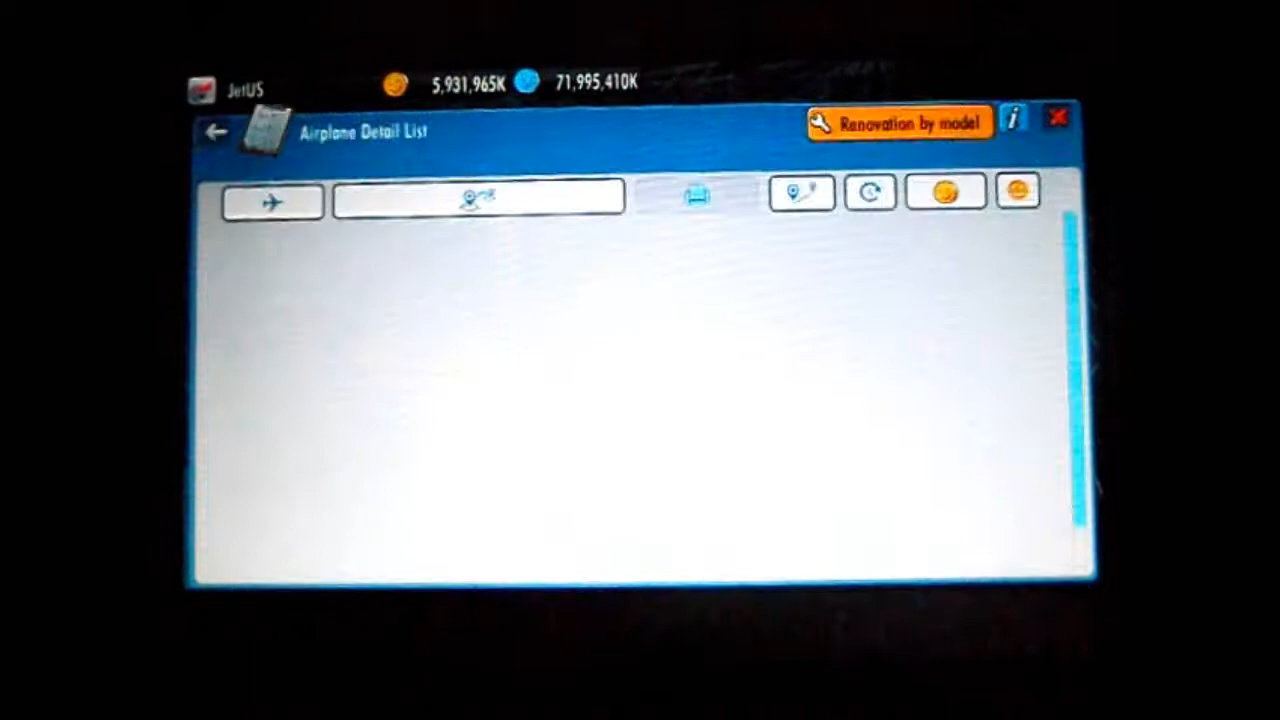 JetUS
5,931,965K
71,995,410K
Airplane Detail List
Renovation by model
i